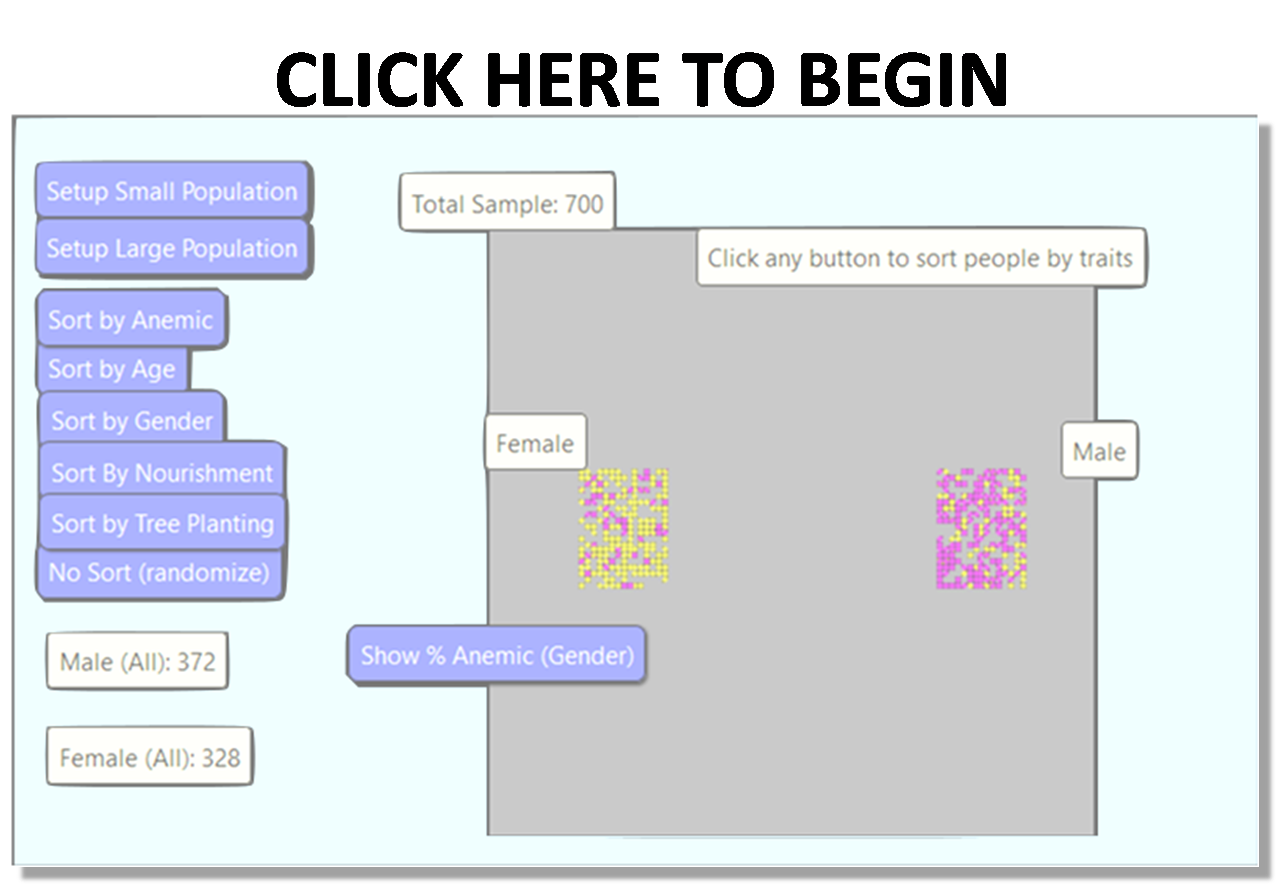 CLICK HERE TO BEGIN
Setup Small Population
Setup Large Population
Sort by Anemic
Sort by Age
Sort by Gender
Sort By Nourishment
Sort by Tree Planting
No Sort (randomize)
Male (All): 372
Female (All): 328
Total Sample: 700
Click any button to sort people by traits
Female
Male
Show % Anemic (Gender)